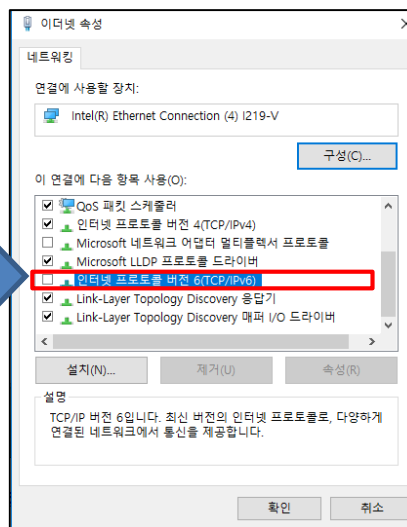 이더넷 속성
네트워킹
연결에 사용할 장치:
Intel(R) Ethernet Connection (4) I219-V
구성(C)...
이 연결에 다음 항목 사용(O):
QoS 패킷 스케줄러
인터넷 프로토콜 버전 4(TCP/IPv4)
Microsoft 네트워크 어댑터 멀티플렉서 프로토콜
Microsoft LLDP 프로토콜 드라이버
인터넷 프로토콜 버전 6(TCP/IPv6)
Link-Layer Topology Discovery 응답기
Link-Layer Topology Discovery 매퍼 I/O 드라이버
설치(N)...
제거(U)
속성(R)
설명
TCP/IP 버전 6입니다. 최신 버전의 인터넷 프로토콜로, 다양하게
연결된 네트워크에서 통신을 제공합니다.
확인
취소